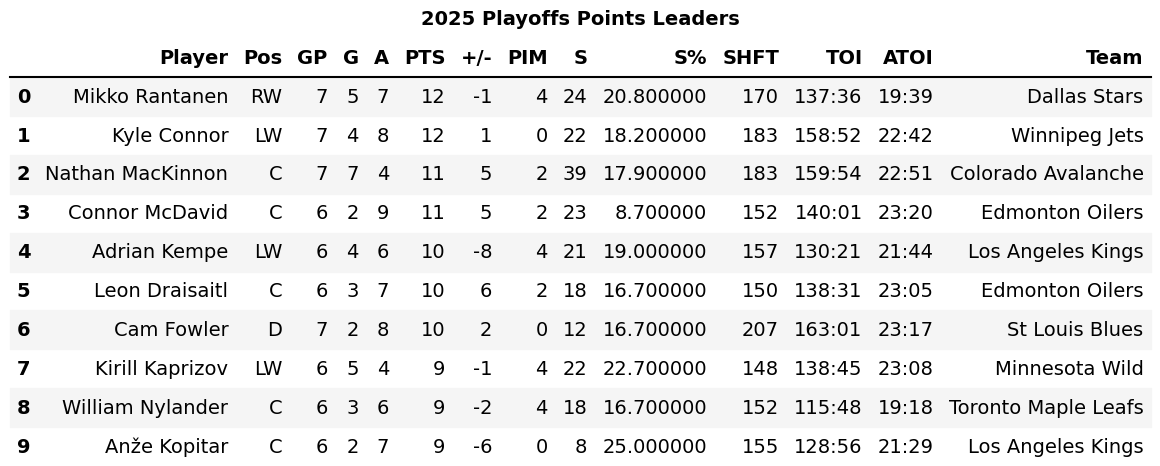 2025 Playoffs Points Leaders
Player Pos GP G A PTS +/- PIM S S% SHFT TOI ATOI Team
0 Mikko Rantanen RW 7 5 7 12 -1 4 24 20.800000 170 137:36 19:39 Dallas Stars
1 Kyle Connor LW 7 4 8 12 1 0 22 18.200000 183 158:52 22:42 Winnipeg Jets
2 Nathan MacKinnon C 7 7 4 11 5 2 39 17.900000 183 159:54 22:51 Colorado Avalanche
3 Connor McDavid C 6 2 9 11 5 2 23 8.700000 152 140:01 23:20 Edmonton Oilers
4 Adrian Kempe LW 6 4 6 10 -8 4 21 19.000000 157 130:21 21:44 Los Angeles Kings
5 Leon Draisaitl C 6 3 7 10 6 2 18 16.700000 150 138:31 23:05 Edmonton Oilers
6 Cam Fowler D 7 2 8 10 2 0 12 16.700000 207 163:01 23:17 St Louis Blues
7 Kirill Kaprizov LW 6 5 4 9 -1 4 22 22.700000 148 138:45 23:08 Minnesota Wild
8 William Nylander C 6 3 6 9 -2 4 18 16.700000 152 115:48 19:18 Toronto Maple Leafs
9 Anže Kopitar C 6 2 7 9 -6 0 8 25.000000 155 128:56 21:29 Los Angeles Kings